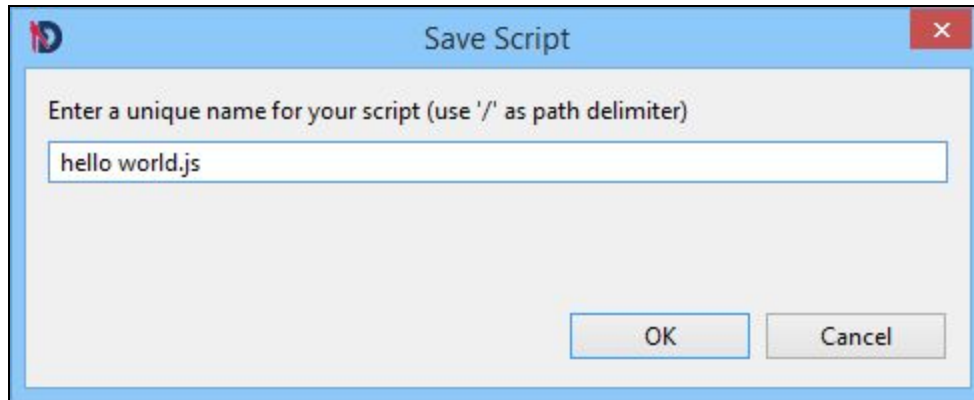 Save Script
Enter a unique name for your script (use '/' as path delimiter)
hello world.js
OK
Cancel